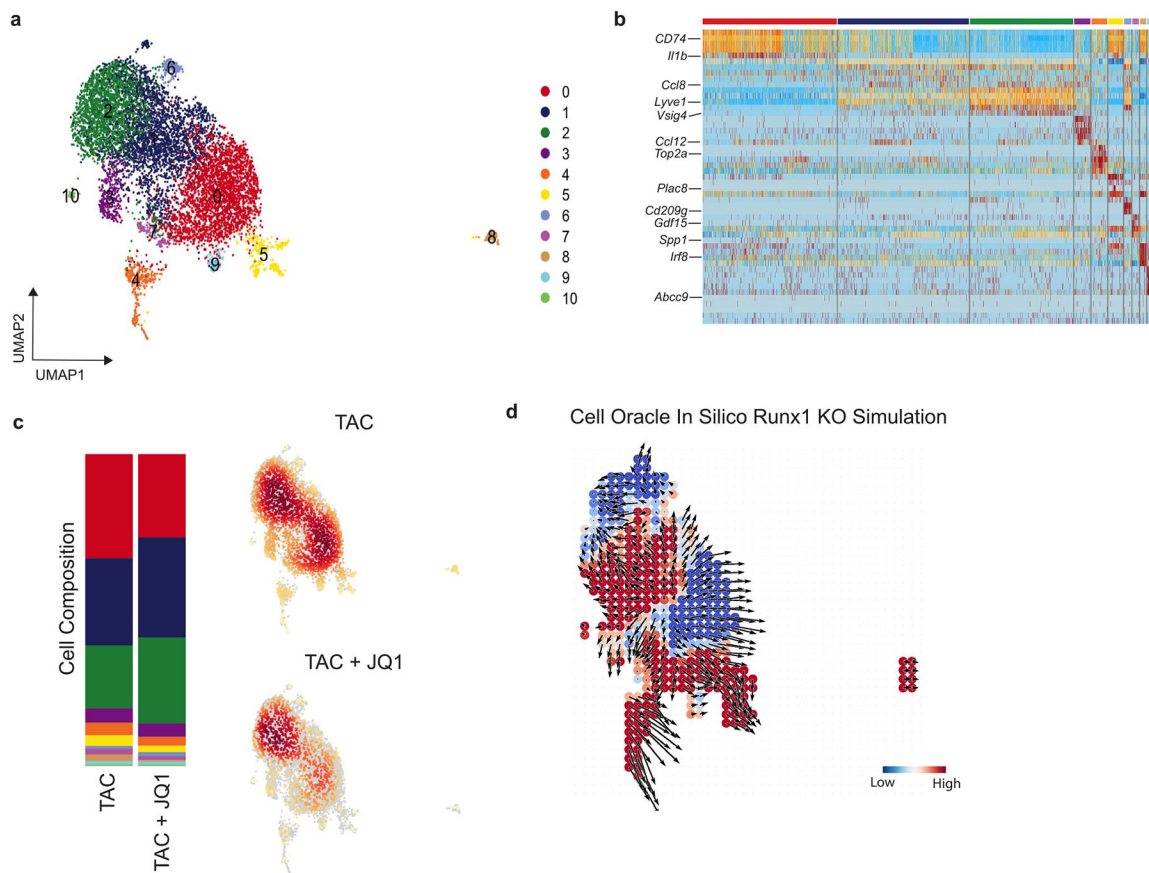 a
6
2
1
0
10
3
7
8
5
9
4
UMAP2
UMAP1
0
1
2
3
4
5
6
7
8
9
10
b
CD74
Il1b
Ccl8
Lyve1
Vsig4
Ccl12
Top2a
Plac8
Cd209g
Gdf15
Spp1
Irf8
Abcc9
c
Cell Composition
TAC
TAC + JQ1
TAC
TAC + JQ1
d
Cell Oracle In Silico Runx1 KO Simulation
Low High